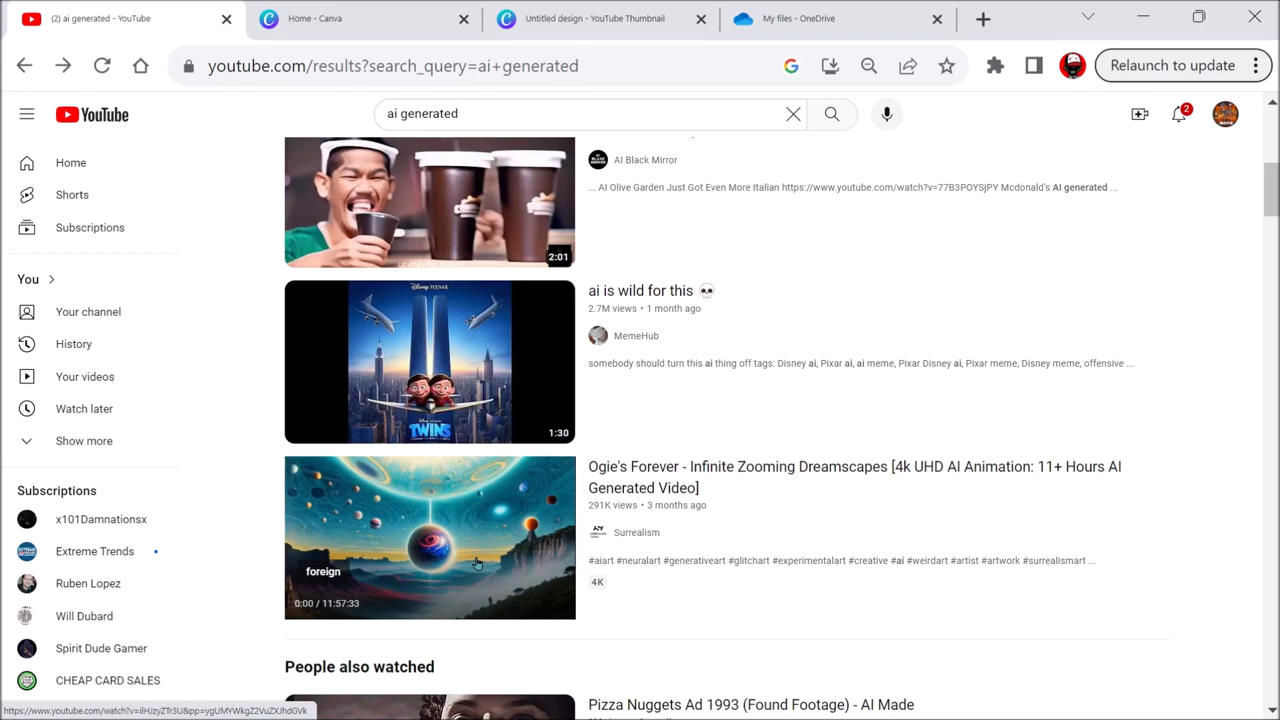 (2) ai generated - YouTube
Home - Canva
Untitled design - YouTube Thumbnail
My files - OneDrive
youtube.com/results?search_query=ai+generated
Relaunch to update
YouTube
ai generated
2
Home
Shorts
Subscriptions
You
Your channel
History
Your videos
Watch later
Show more
Subscriptions
x101Damnationsx
Extreme Trends
Ruben Lopez
Will Dubard
Spirit Dude Gamer
CHEAP CARD SALES
2:01
AI Black Mirror
... AI Olive Garden Just Got Even More Italian https://www.youtube.com/watch?v=77B3POYSjPY Mcdonald's AI generated ...
DISNEY PIXAR
TWINS
1:30
ai is wild for this
2.7M views • 1 month ago
MemeHub
somebody should turn this ai thing off tags: Disney ai, Pixar ai, ai meme, Pixar Disney ai, Pixar meme, Disney meme, offensive ...
foreign
0:00 / 11:57:33
Ogie's Forever - Infinite Zooming Dreamscapes [4k UHD AI Animation: 11+ Hours AI
Generated Video]
291K views • 3 months ago
Surrealism
#aiart #neuralart #generativeart #glitchart #experimentalart #creative #ai #weirdart #artist #artwork #surrealismart ...
4K
People also watched
Pizza Nuggets Ad 1993 (Found Footage) - AI Made